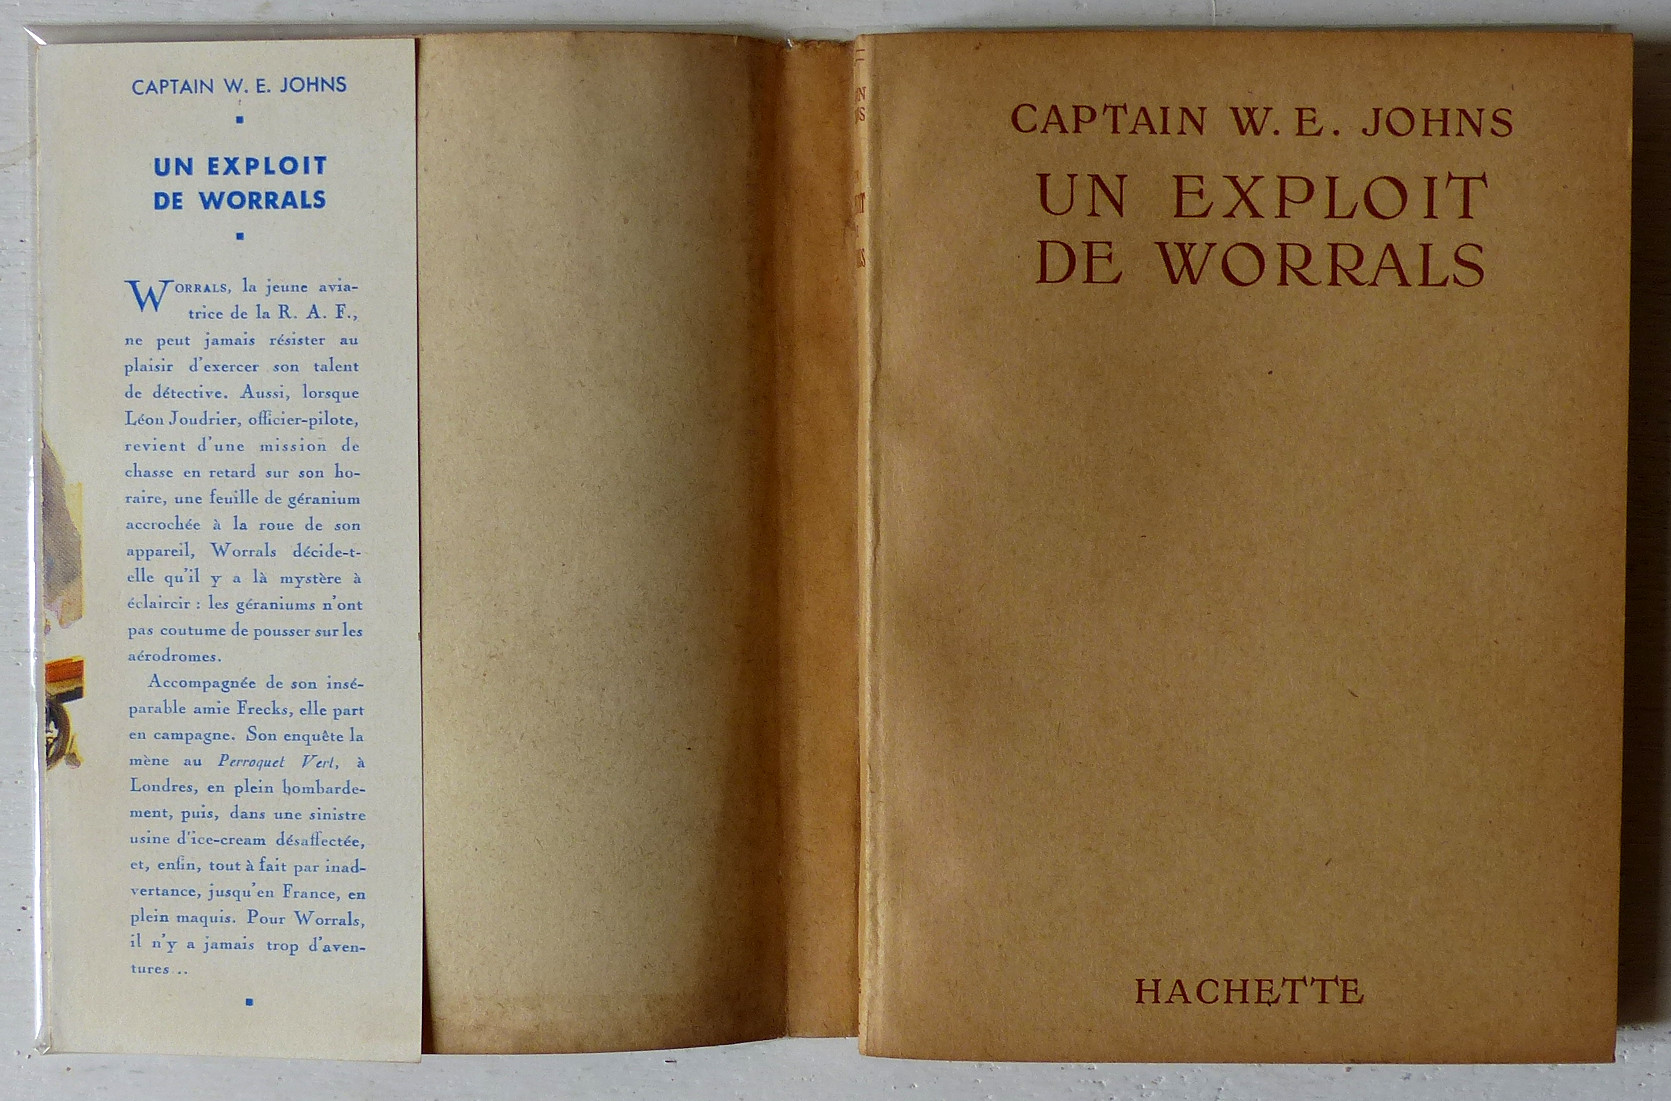 CAPTAIN W. E. JOHNS
UN EXPLOIT
DE WORRALS
WORRALS, la jeune avia-
trice de la R. A. F.,
ne peut jamais résister au
plaisir d'exercer son talent
de détective. Aussi, lorsque
Léon Joudrier, officier-pilote,
revient d'une mission de
chasse en retard sur son ho-
raire, une feuille de géranium
accrochée à la roue de son
appareil, Worrals décide-t-
elle qu'il y a là mystère à
éclaircir : les géraniums n'ont
pas coutume de pousser sur les
aérodromes.
Accompagnée de son insé-
parable amie Frecks, elle part
en campagne. Son enquête la
mène au Perroquet Vert, à
Londres, en plein bombarde-
ment, puis, dans une sinistre
usine d'ice-cream désaffectée,
et, enfin, tout à fait par inad-
vertance, jusqu'en France, en
plein maquis. Pour Worrals,
il n'y a jamais trop d'aven-
tures...
CAPTAIN W. E. JOHNS
UN EXPLOIT
DE WORRALS
HACHETTE